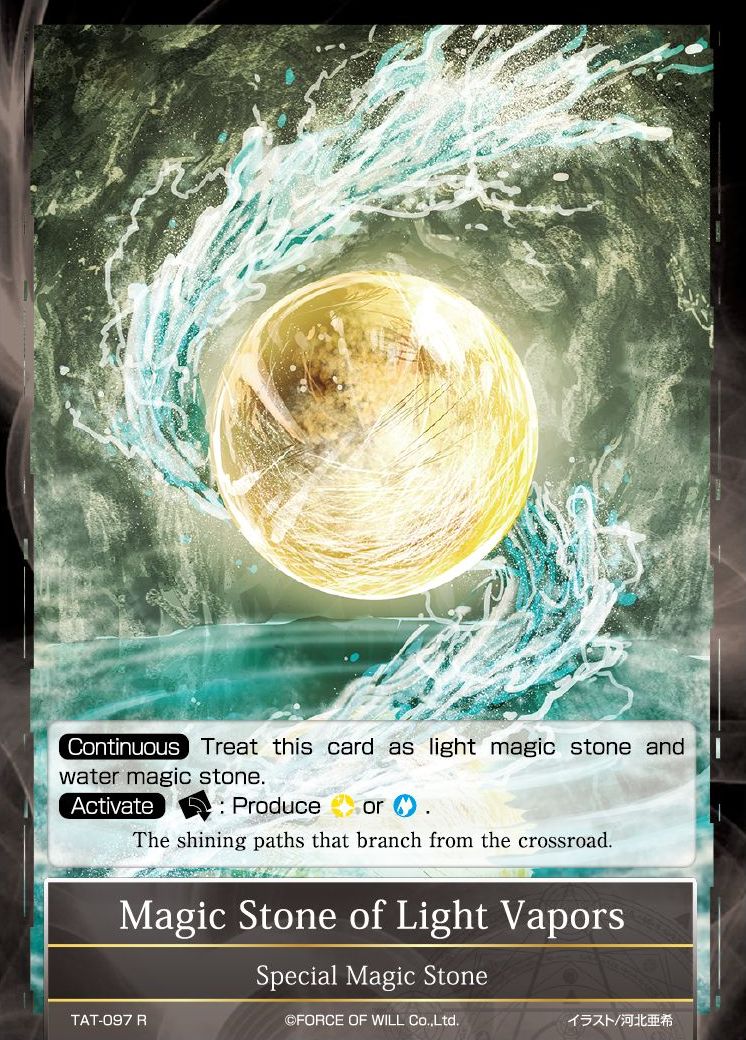 Continuous Treat this card as light magic stone and
water magic stone.
Activate : Produce or .
The shining paths that branch from the crossroad.
Magic Stone of Light Vapors
Special Magic Stone
TAT-097 R ©FORCE OF WILL Co.,Ltd. イラスト/河北亜希